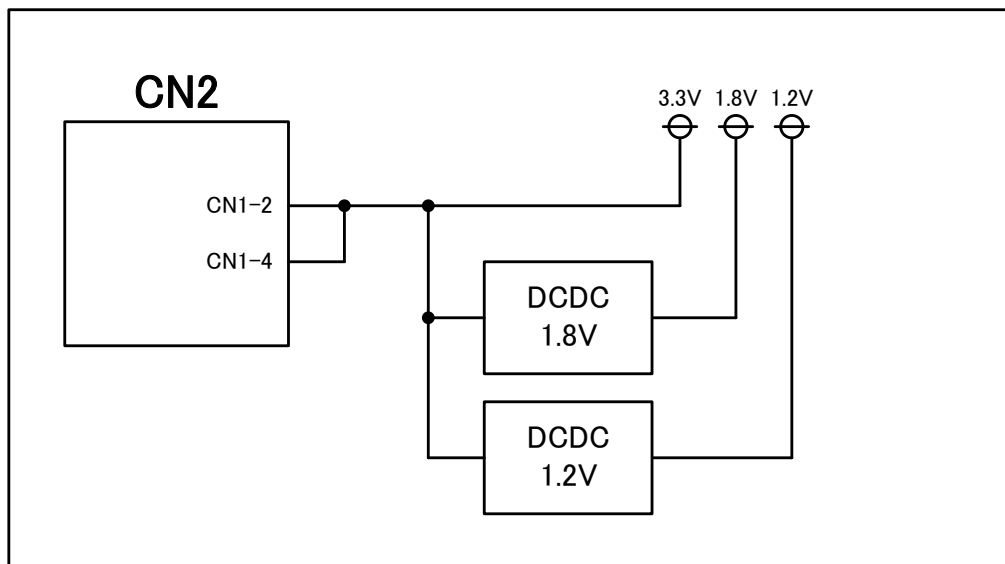 CN2
3.3V 1.8V 1.2V
CN1-2
CN1-4
DCDC
1.8V
DCDC
1.2V